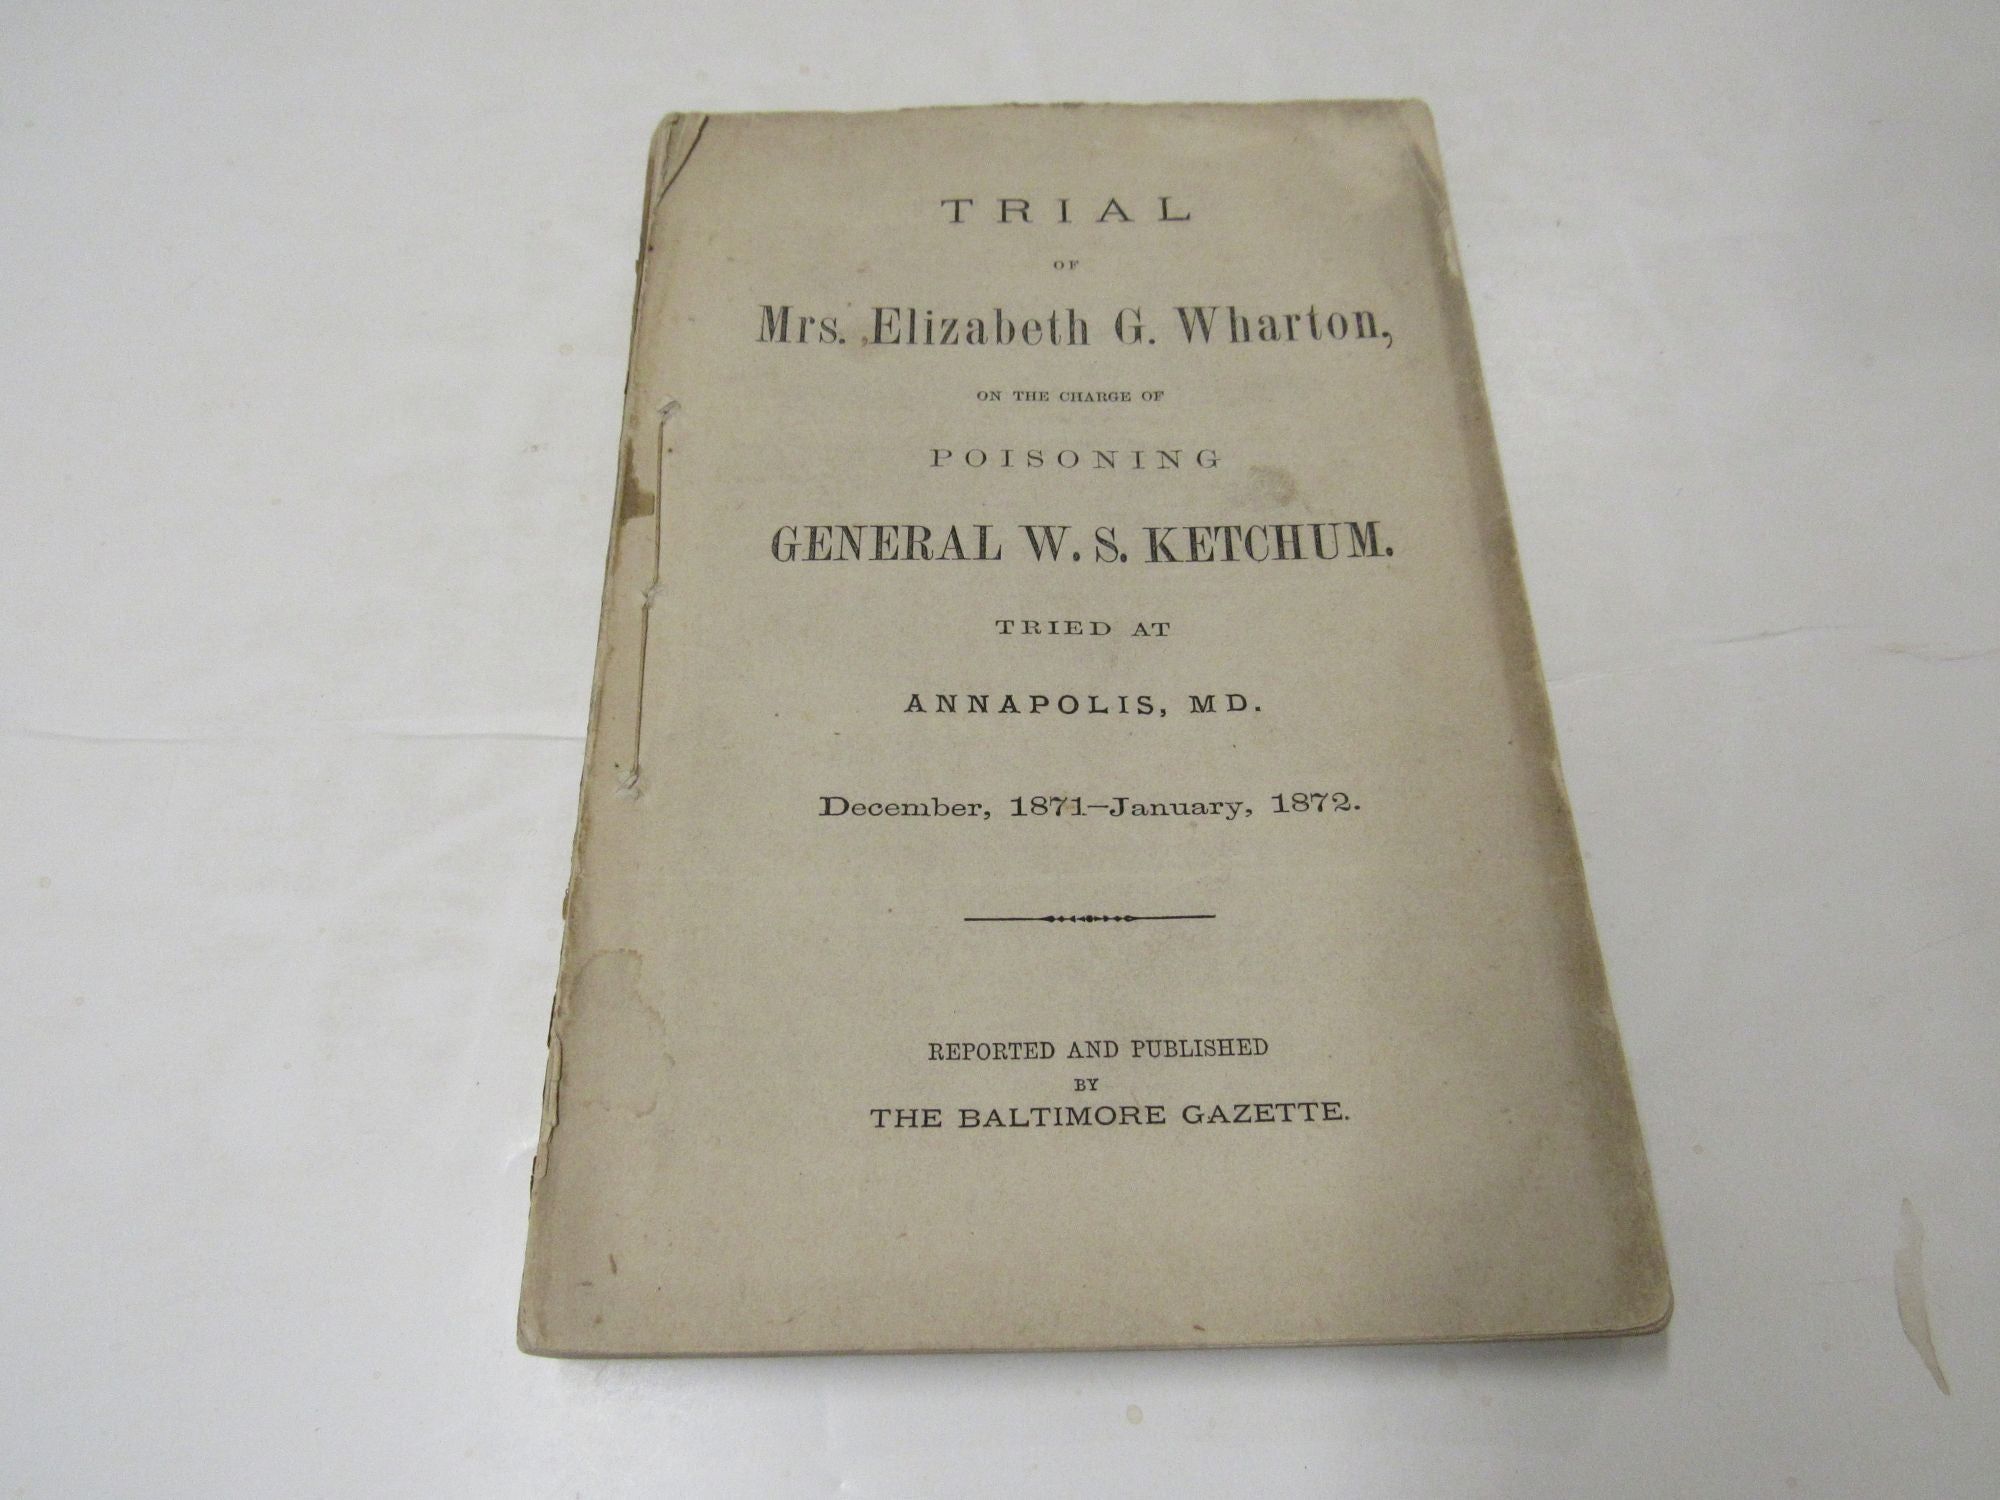 TRIAL
OF
Mrs. Elizabeth G. Wharton,
ON THE CHARGE OF
POISONING
GENERAL W. S. KETCHUM.
TRIED AT
ANNAPOLIS, MD.
December, 1871–January, 1872.
REPORTED AND PUBLISHED
BY
THE BALTIMORE GAZETTE.